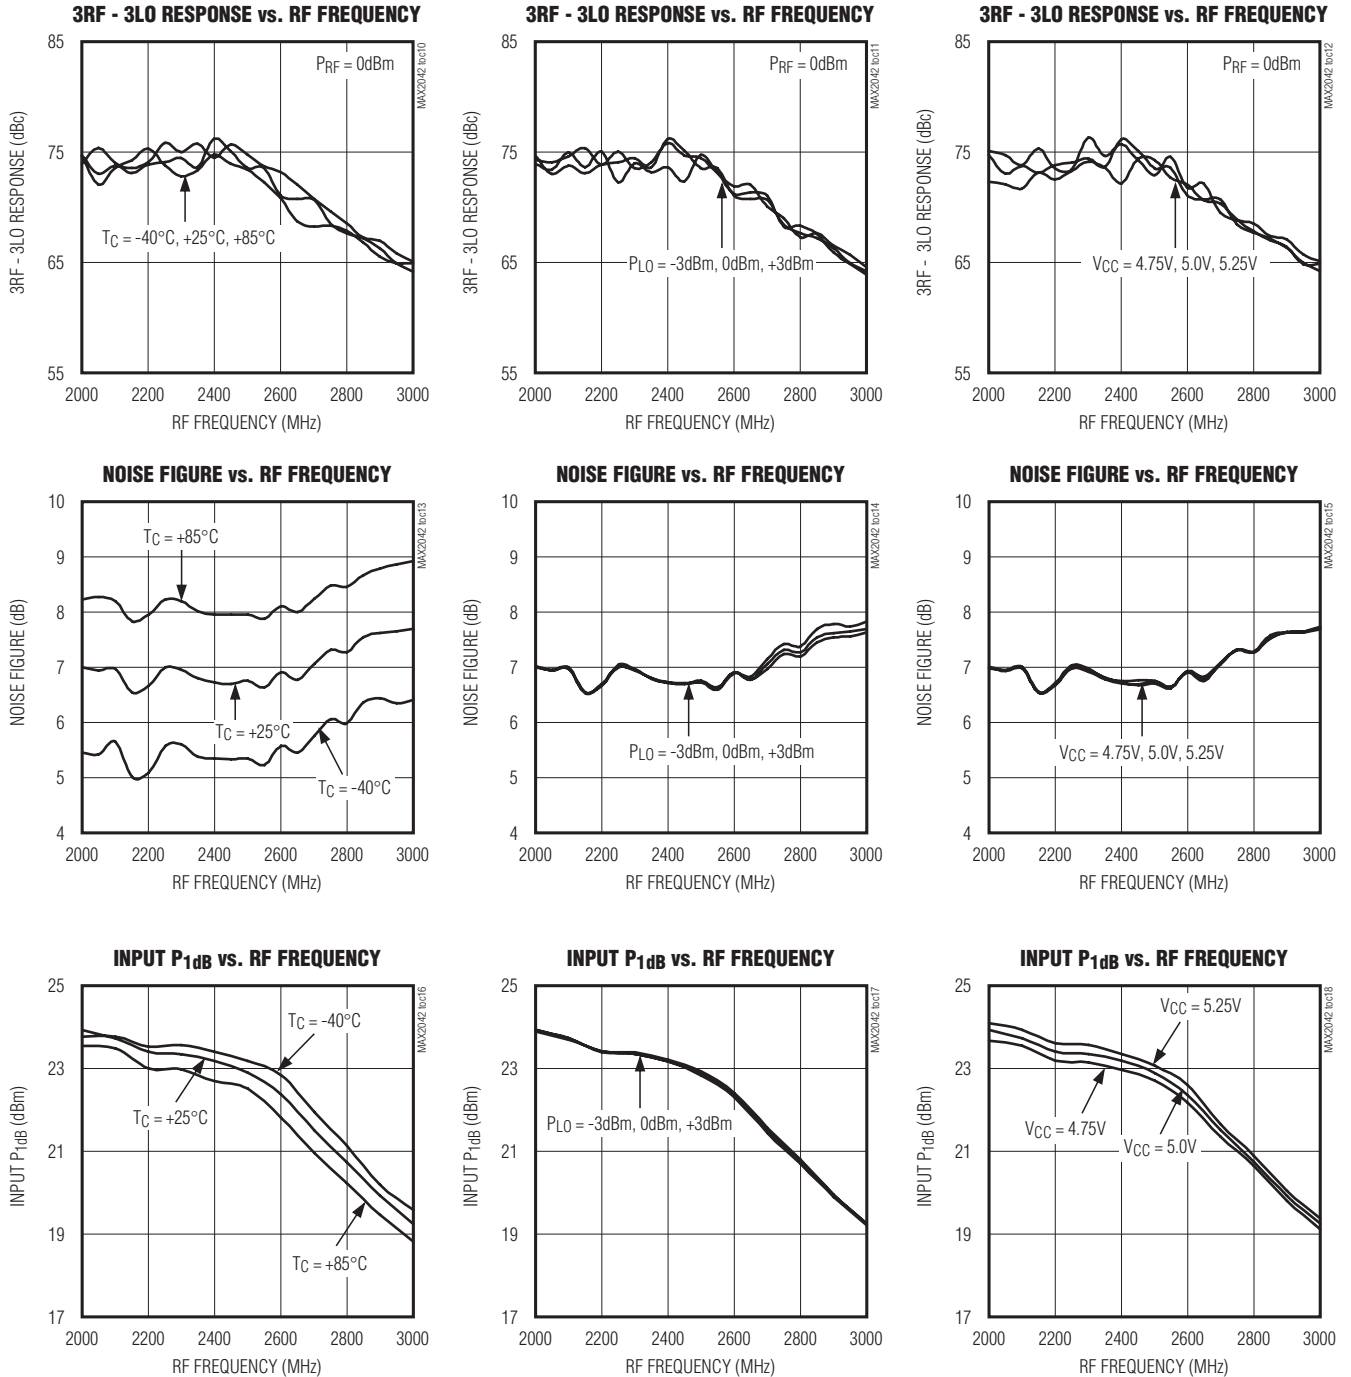 3RF - 3LO RESPONSE vs. RF FREQUENCY
85
75
65
55
3RF - 3LO RESPONSE (dBc)
PRF = 0dBm
MAX2042 toc10
TC = -40°C, +25°C, +85°C
2000 2200 2400 2600 2800 3000
RF FREQUENCY (MHz)
3RF - 3LO RESPONSE vs. RF FREQUENCY
85
75
65
55
3RF - 3LO RESPONSE (dBc)
PRF = 0dBm
MAX2042 toc11
PLO = -3dBm, 0dBm, +3dBm
2000 2200 2400 2600 2800 3000
RF FREQUENCY (MHz)
3RF - 3LO RESPONSE vs. RF FREQUENCY
85
75
65
55
3RF - 3LO RESPONSE (dBc)
PRF = 0dBm
MAX2042 toc12
VCC = 4.75V, 5.0V, 5.25V
2000 2200 2400 2600 2800 3000
RF FREQUENCY (MHz)
NOISE FIGURE vs. RF FREQUENCY
10
9
8
7
6
5
4
NOISE FIGURE (dB)
MAX2042 toc13
TC = +85°C
TC = +25°C
TC = -40°C
2000 2200 2400 2600 2800 3000
RF FREQUENCY (MHz)
NOISE FIGURE vs. RF FREQUENCY
10
9
8
7
6
5
4
NOISE FIGURE (dB)
MAX2042 toc14
PLO = -3dBm, 0dBm, +3dBm
2000 2200 2400 2600 2800 3000
RF FREQUENCY (MHz)
NOISE FIGURE vs. RF FREQUENCY
10
9
8
7
6
5
4
NOISE FIGURE (dB)
MAX2042 toc15
VCC = 4.75V, 5.0V, 5.25V
2000 2200 2400 2600 2800 3000
RF FREQUENCY (MHz)
INPUT P1dB vs. RF FREQUENCY
25
23
21
19
17
INPUT P1dB (dBm)
MAX2042 toc16
TC = -40°C
TC = +25°C
TC = +85°C
2000 2200 2400 2600 2800 3000
RF FREQUENCY (MHz)
INPUT P1dB vs. RF FREQUENCY
25
23
21
19
17
INPUT P1dB (dBm)
MAX2042 toc17
PLO = -3dBm, 0dBm, +3dBm
2000 2200 2400 2600 2800 3000
RF FREQUENCY (MHz)
INPUT P1dB vs. RF FREQUENCY
25
23
21
19
17
INPUT P1dB (dBm)
MAX2042 toc18
VCC = 5.25V
VCC = 4.75V
VCC = 5.0V
2000 2200 2400 2600 2800 3000
RF FREQUENCY (MHz)